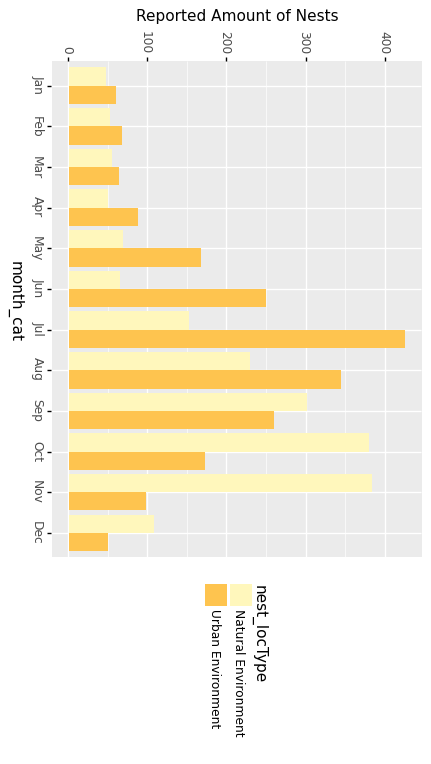 Reported Amount of Nests
0
100
200
300
400
Jan
Feb
Mar
Apr
May
Jun
Jul
Aug
Sep
Oct
Nov
Dec
month_cat
nest_locType
Natural Environment
Urban Environment